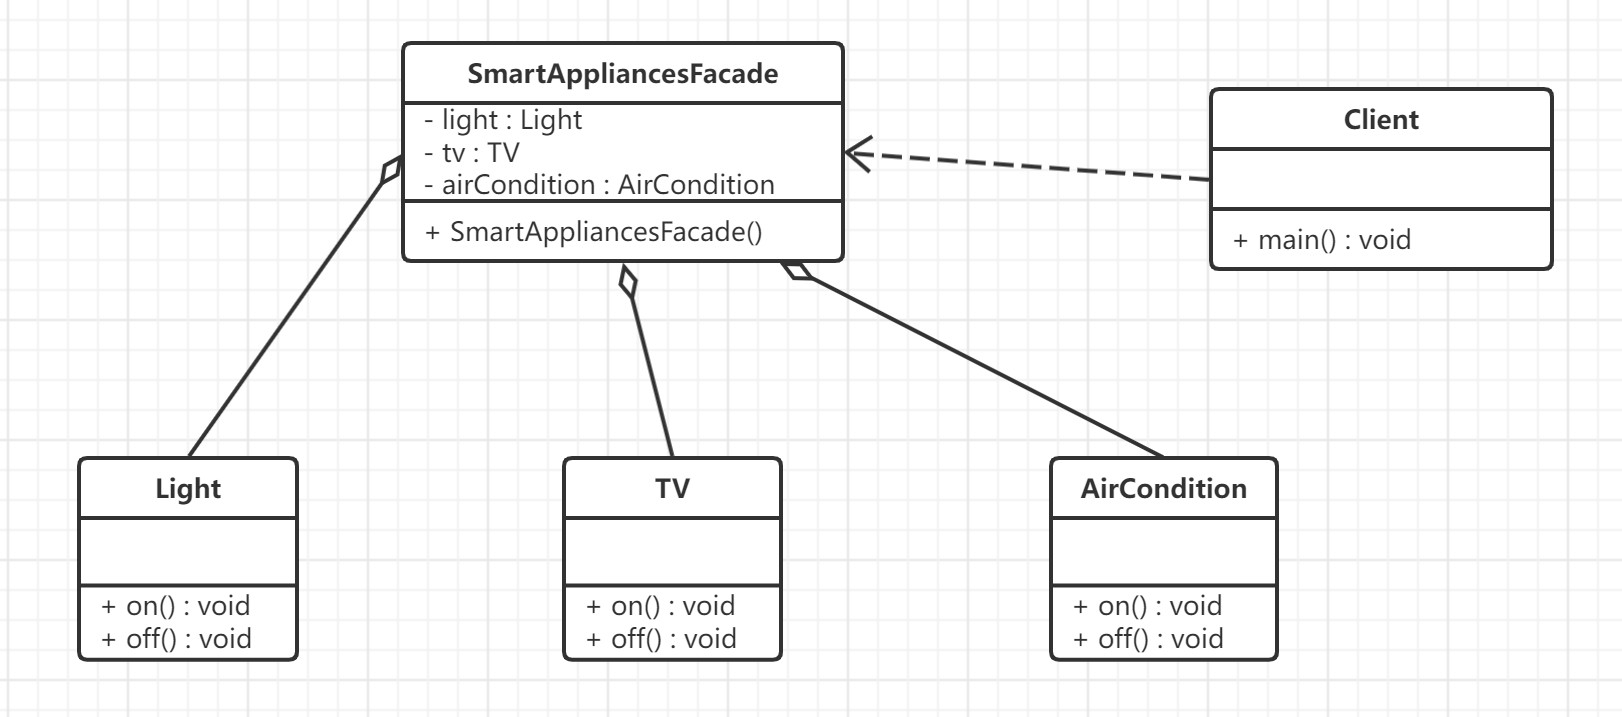 SmartAppliancesFacade
- light : Light
- tv : TV
- airCondition : AirCondition
+ SmartAppliancesFacade()
Client
+ main() : void
Light
+ on() : void
+ off() : void
TV
+ on() : void
+ off() : void
AirCondition
+ on() : void
+ off() : void